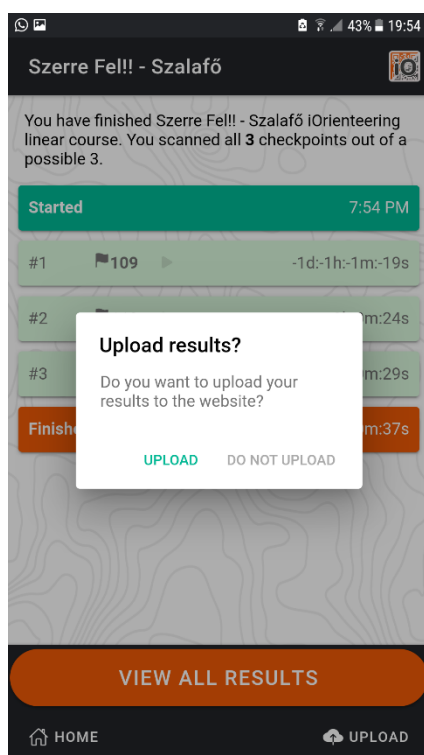 43% 19:54
Szerre Fel!! - Szalafő
iO
You have finished Szerre Fel!! - Szalafő iOrienteering
linear course. You scanned all 3 checkpoints out of a
possible 3.
Started 7:54 PM
#1 109 -1d:-1h:-1m:-19s
#2 m:24s
#3 m:29s
Finish m:37s
Upload results?
Do you want to upload your
results to the website?
UPLOAD DO NOT UPLOAD
VIEW ALL RESULTS
HOME UPLOAD